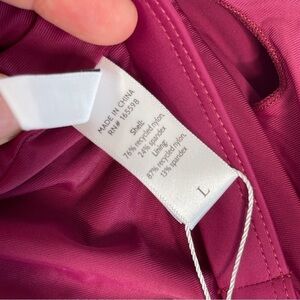 MADE IN CHINA
RN# 165598
Shell:
76% recycled nylon,
24% spandex
Lining:
87% recycled nylon,
13% spandex
L